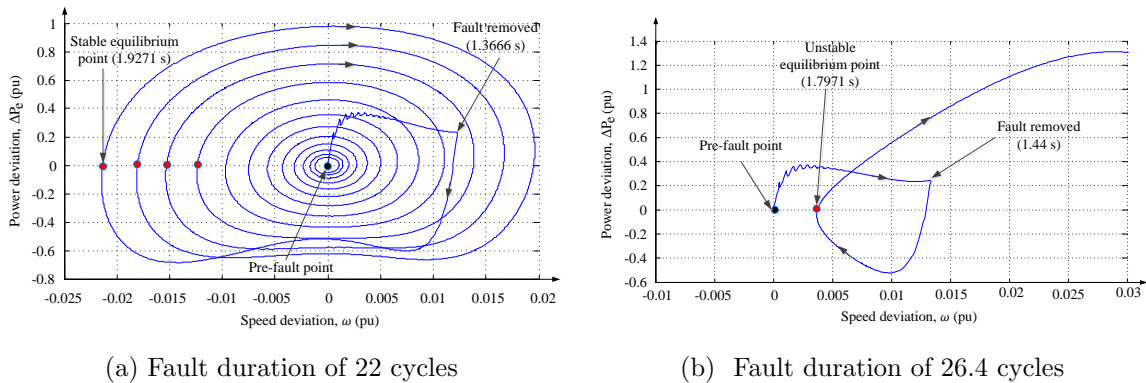 Power deviation, ΔPe (pu)
1
0.8
0.6
0.4
0.2
0
-0.2
-0.4
-0.6
-0.8
Stable equilibrium
point (1.9271 s)
Fault removed
(1.3666 s)
Pre-fault point
-0.025
-0.02
-0.015
-0.01
-0.005
0
0.005
0.01
0.015
0.02
Speed deviation, ω (pu)
(a) Fault duration of 22 cycles
Power deviation, ΔPe (pu)
1.4
1.2
1
0.8
0.6
0.4
0.2
0
-0.2
-0.4
-0.6
Unstable
equilibrium point
(1.7971 s)
Pre-fault point
Fault removed
(1.44 s)
-0.01
-0.005
0
0.005
0.01
0.015
0.02
0.025
0.03
Speed deviation, ω (pu)
(b) Fault duration of 26.4 cycles